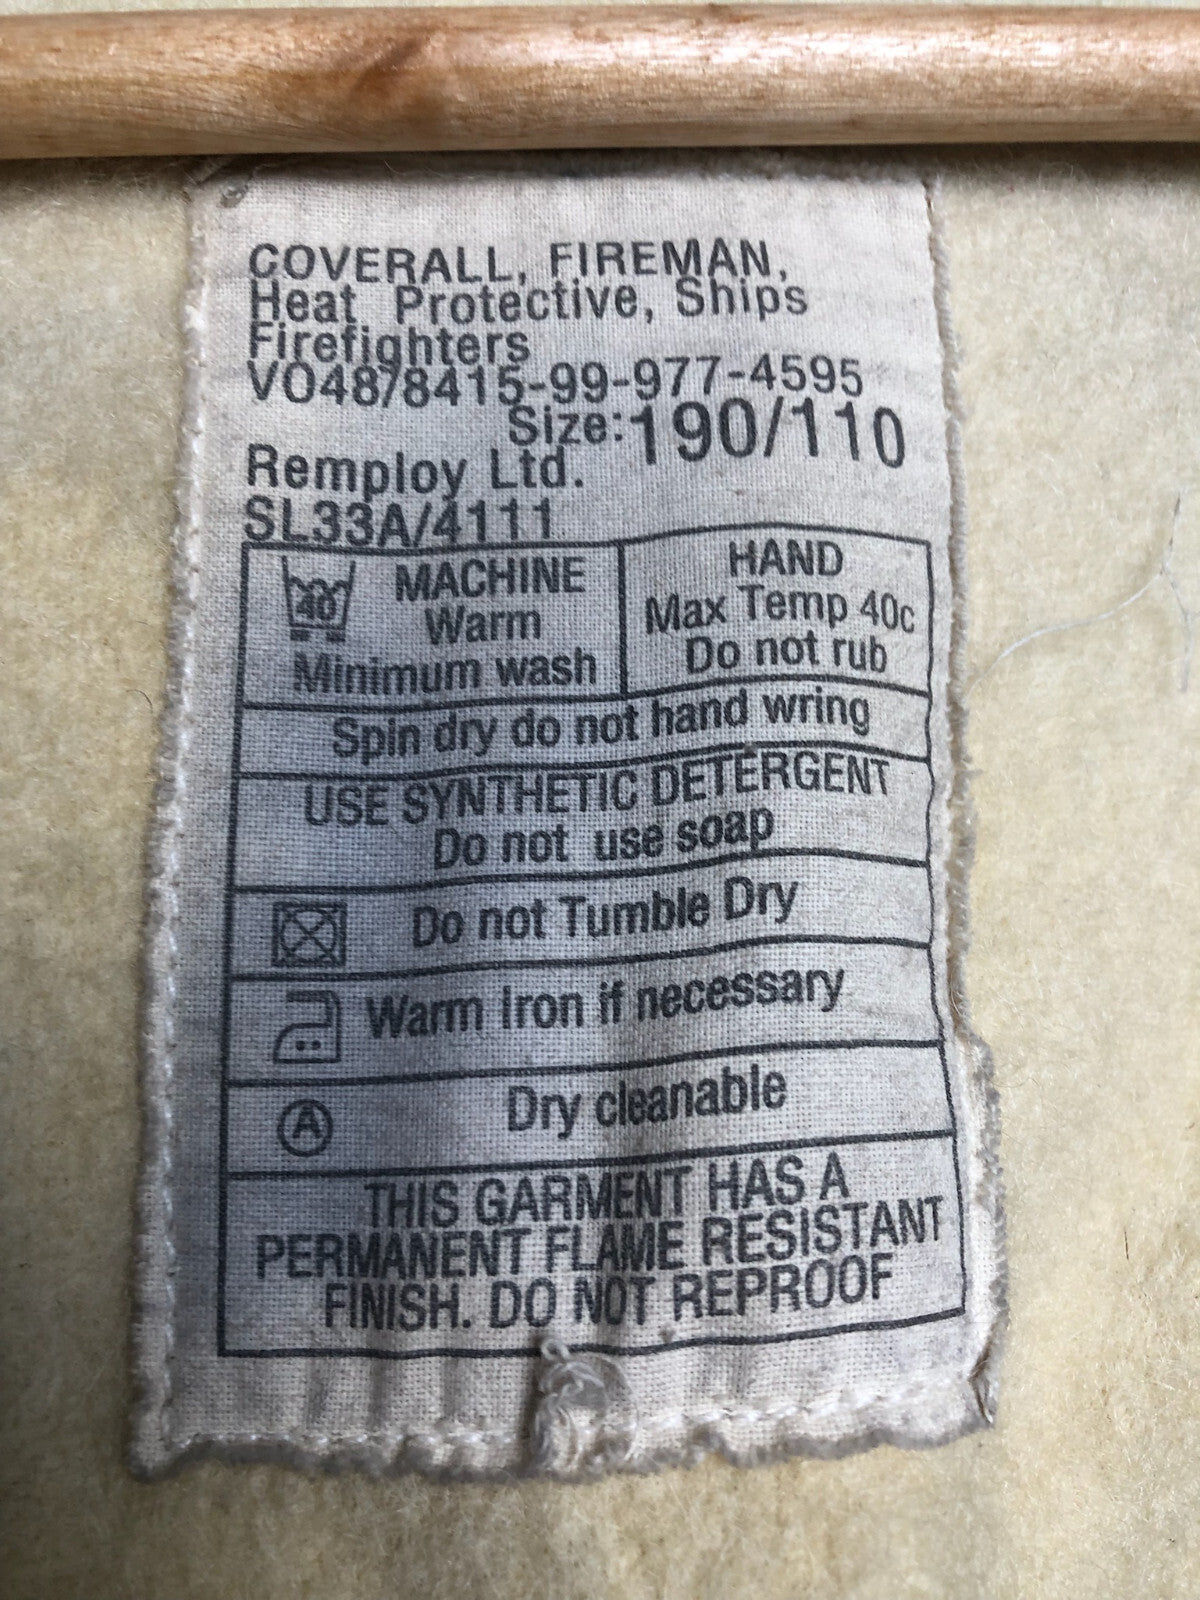 COVERALL, FIREMAN,
Heat Protective, Ships
Firefighters
VO48/8415-99-977-4595
Size: 190/110
Remploy Ltd.
SL33A/4111
40 MACHINE
Warm
Minimum wash
HAND
Max Temp 40c
Do not rub
Spin dry do not hand wring
USE SYNTHETIC DETERGENT
Do not use soap
Do not Tumble Dry
Warm Iron if necessary
A Dry cleanable
THIS GARMENT HAS A
PERMANENT FLAME RESISTANT
FINISH. DO NOT REPROOF